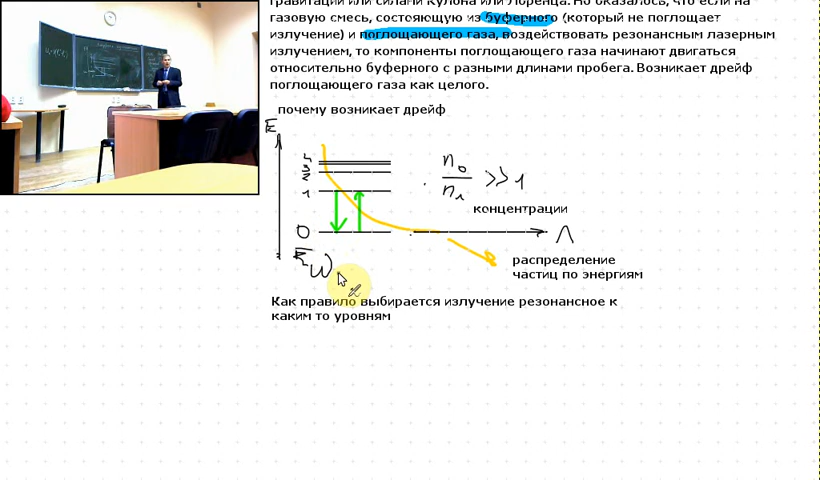 гравитации или силами Кулона или Лоренца. Но оказалось, что если на
газовую смесь, состоящую из буферного (который не поглощает
излучение) и поглощающего газа, воздействовать резонансным лазерным
излучением, то компоненты поглощающего газа начинают двигаться
относительно буферного с разными длинами пробега. Возникает дрейф
поглощающего газа как целого.
почему возникает дрейф
E
1
0
n₀
n₁
>> 1
концентрации
Λ
распределение
частиц по энергиям
ħω
Как правило выбирается излучение резонансное к
каким то уровням